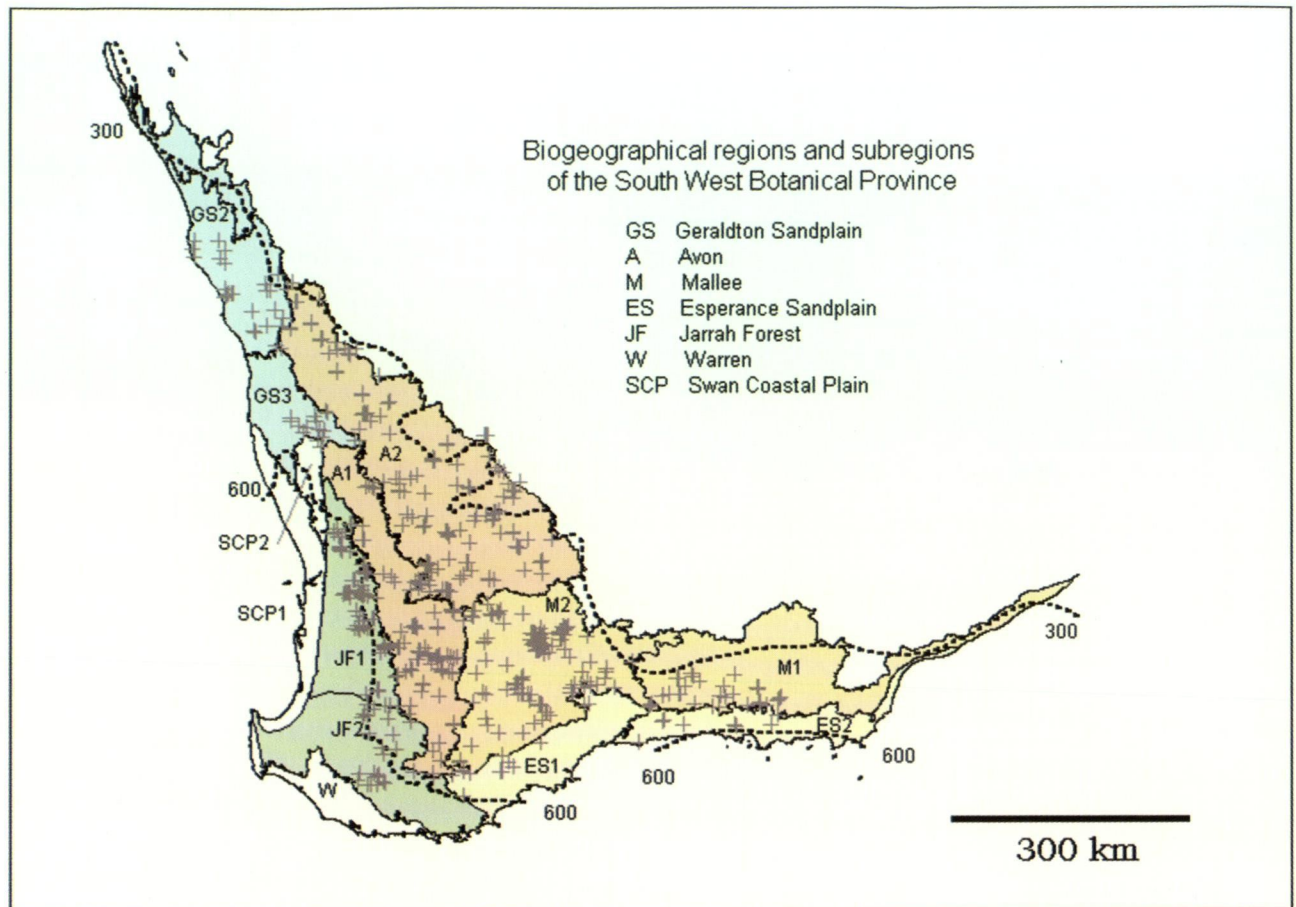 300
Biogeographical regions and subregions
of the South West Botanical Province
GS2
GS Geraldton Sandplain
A Avon
M Mallee
ES Esperance Sandplain
JF Jarrah Forest
W Warren
SCP Swan Coastal Plain
GS3
A2
A1
600
SCP2
M2
SCP1
300
JF1
M1
JF2
ES2
ES1
600
600
W
600
300 km